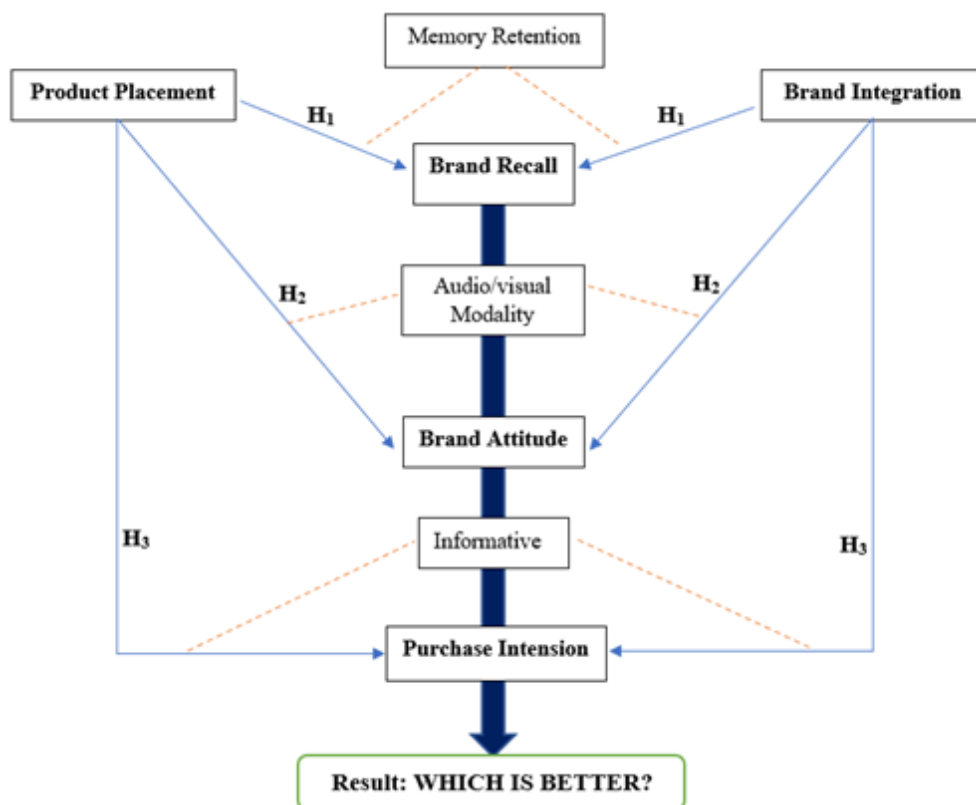 Memory Retention
Product Placement
Brand Integration
H₁
H₁
Brand Recall
Audio/visual
Modality
H₂
H₂
Brand Attitude
Informative
H₃
H₃
Purchase Intension
Result: WHICH IS BETTER?